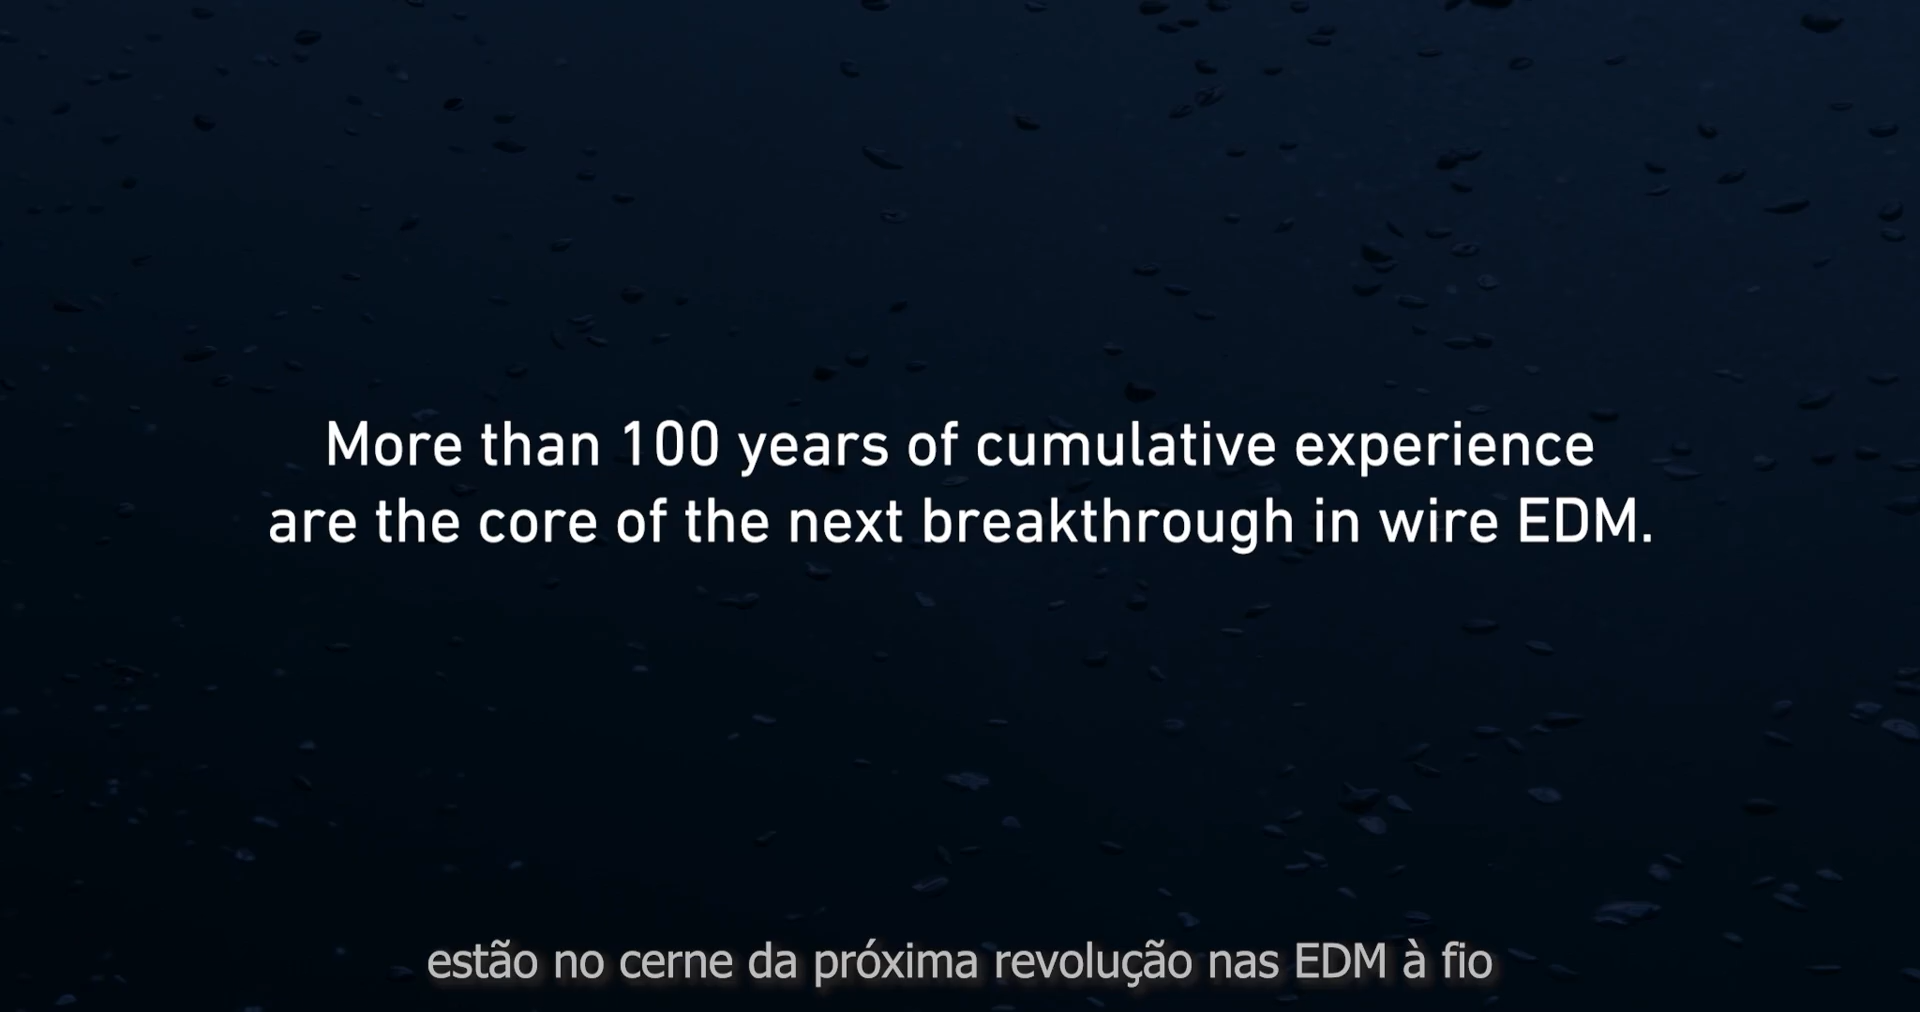 More than 100 years of cumulative experience
are the core of the next breakthrough in wire EDM.
estão no cerne da próxima revolução nas EDM à fio